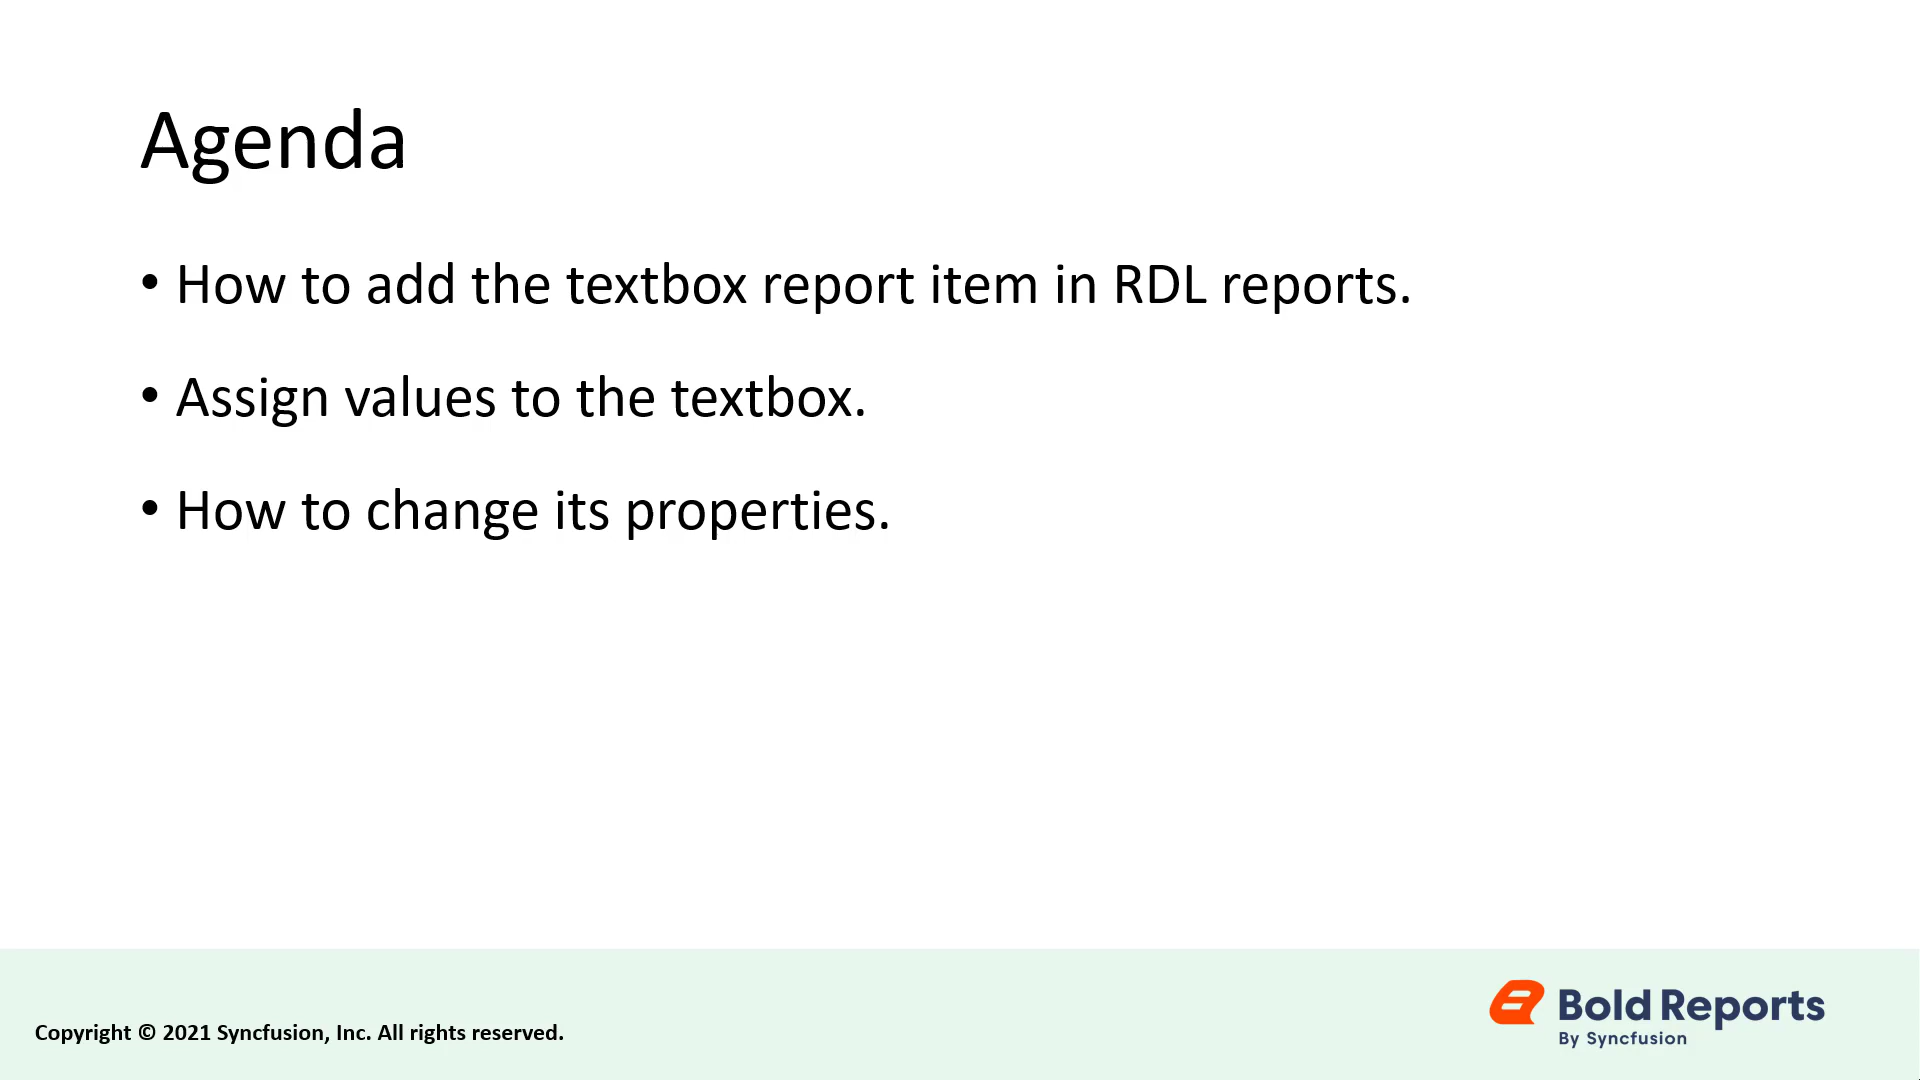 Agenda
• How to add the textbox report item in RDL reports.
• Assign values to the textbox.
• How to change its properties.
Copyright © 2021 Syncfusion, Inc. All rights reserved.
Bold Reports
By Syncfusion